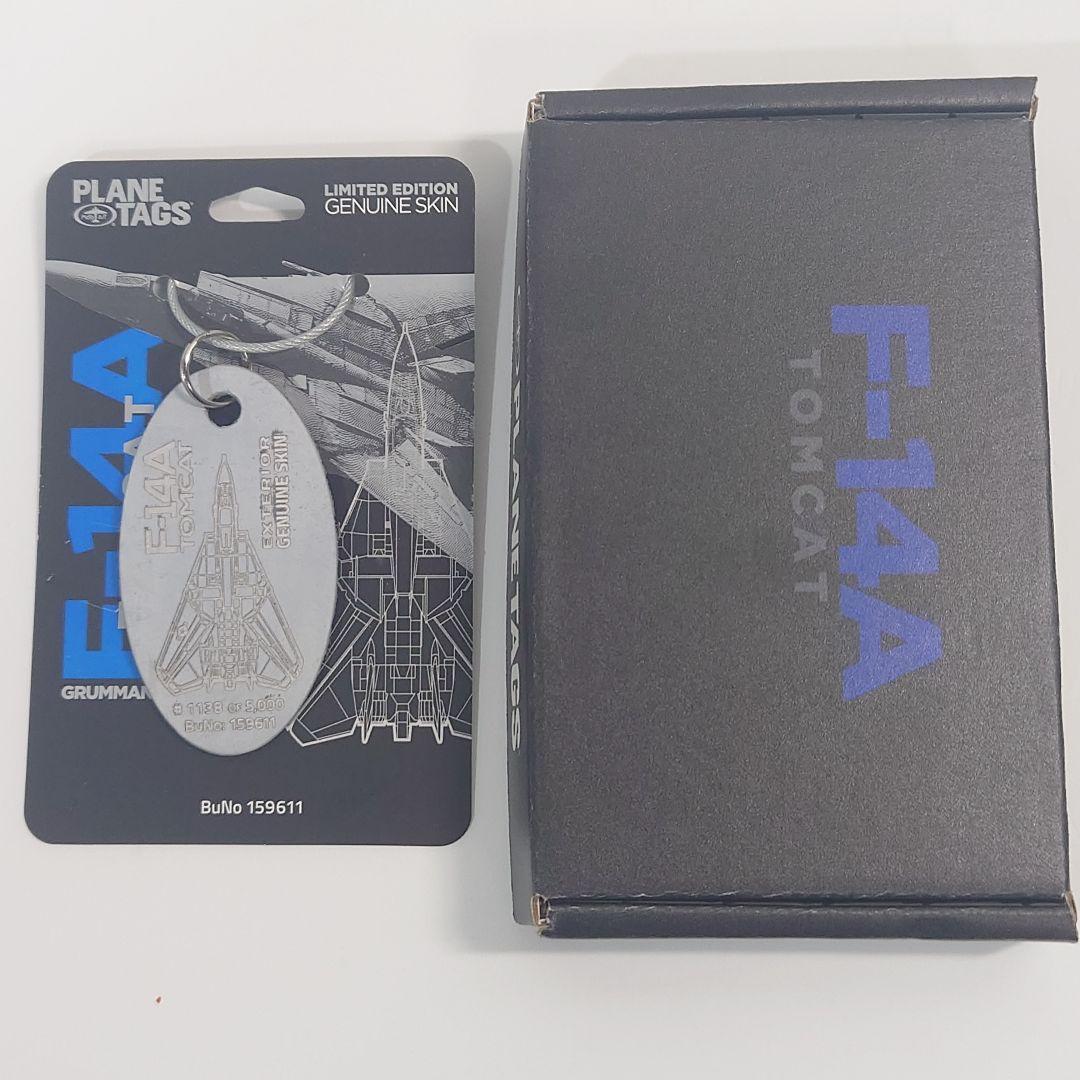 PLANE
TAGS
LIMITED EDITION
GENUINE SKIN
F-14A
GRUMMAN
F-14A
TOMCAT
EXTERIOR
GENUINE SKIN
# 1138 OF 5,000
BuNo: 159611
BuNo 159611
F-14A
TOMCAT
PLANETAGS